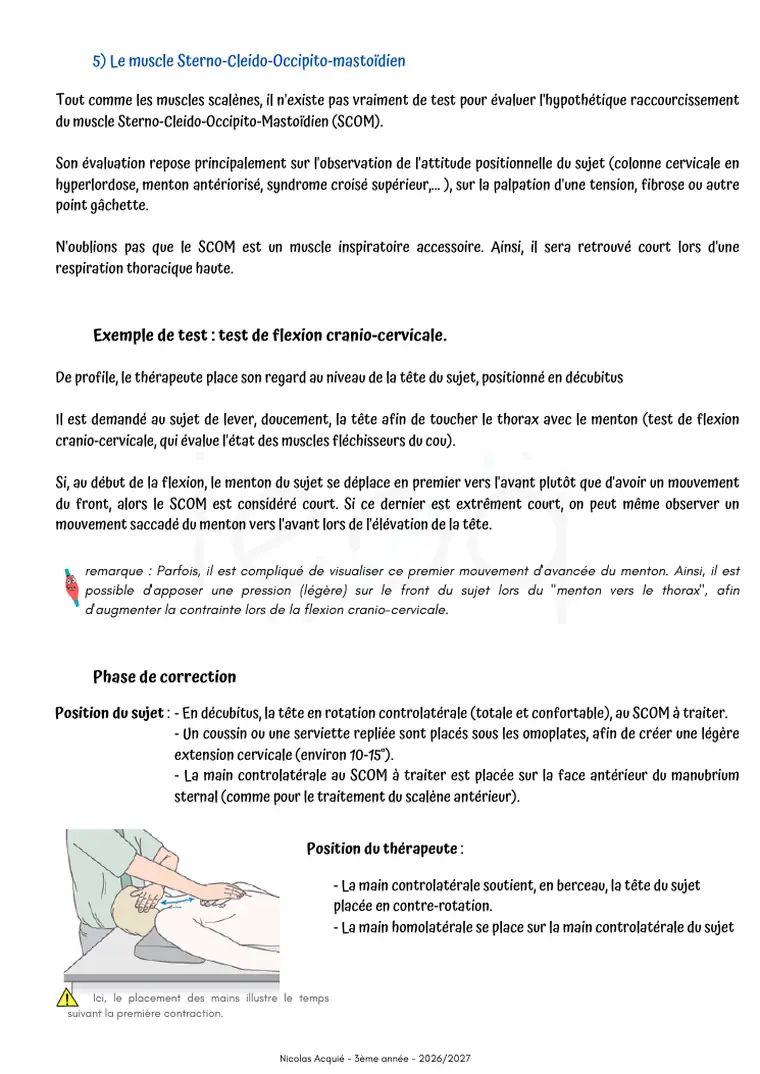 5) Le muscle Sterno-Cleido-Occipito-mastoïdien
Tout comme les muscles scalènes, il n'existe pas vraiment de test pour évaluer l'hypothétique raccourcissement
du muscle Sterno-Cleido-Occipito-Mastoïdien (SCOM).
Son évaluation repose principalement sur l'observation de l'attitude positionnelle du sujet (colonne cervicale en
hyperlordose, menton antériorisé, syndrome croisé supérieur,... ), sur la palpation d'une tension, fibrose ou autre
point gâchette.
N'oublions pas que le SCOM est un muscle inspiratoire accessoire. Ainsi, il sera retrouvé court lors d'une
respiration thoracique haute.
Exemple de test : test de flexion cranio-cervicale.
De profile, le thérapeute place son regard au niveau de la tête du sujet, positionné en décubitus
Il est demandé au sujet de lever, doucement, la tête afin de toucher le thorax avec le menton (test de flexion
cranio-cervicale, qui évalue l'état des muscles fléchisseurs du cou).
Si, au début de la flexion, le menton du sujet se déplace en premier vers l'avant plutôt que d'avoir un mouvement
du front, alors le SCOM est considéré court. Si ce dernier est extrêment court, on peut même observer un
mouvement saccadé du menton vers l'avant lors de l'élévation de la tête.
remarque : Parfois, il est compliqué de visualiser ce premier mouvement d'avancée du menton. Ainsi, il est
possible d'apposer une pression (légère) sur le front du sujet lors du "menton vers le thorax", afin
d'augmenter la contrainte lors de la flexion cranio-cervicale.
Phase de correction
Position du sujet : - En décubitus, la tête en rotation controlatérale (totale et confortable), au SCOM à traiter.
- Un coussin ou une serviette repliée sont placés sous les omoplates, afin de créer une légère
extension cervicale (environ 10-15°).
- La main controlatérale au SCOM à traiter est placée sur la face antérieur du manubrium
sternal (comme pour le traitement du scalène antérieur).
Position du thérapeute :
- La main controlatérale soutient, en berceau, la tête du sujet
placée en contre-rotation.
- La main homolatérale se place sur la main controlatérale du sujet
Ici, le placement des mains illustre le temps
suivant la première contraction.
Nicolas Acquié - 3ème année - 2026/2027